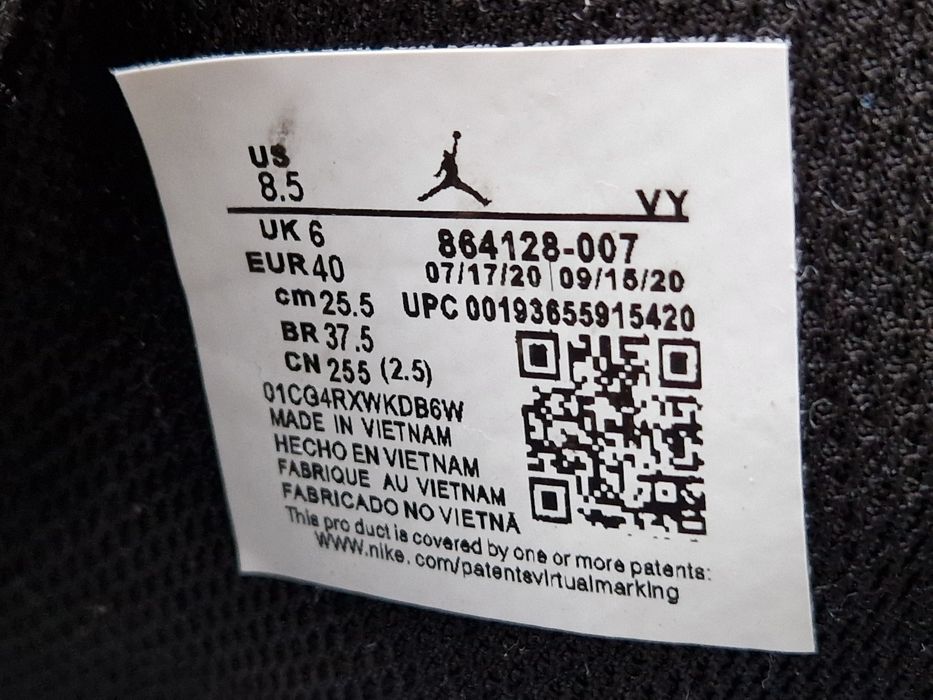 US
8.5
VY
UK 6
EUR 40
cm 25.5
BR 37.5
CN 255 (2.5)
864128-007
07/17/20 09/15/20
UPC 00193655915420
01CG4RXWKDB6W
MADE IN VIETNAM
HECHO EN VIETNAM
FABRIQUE AU VIETNAM
FABRICADO NO VIETNÃ
This pro duct is covered by one or more patents:
www.nike. com/patentsvirtualmarking